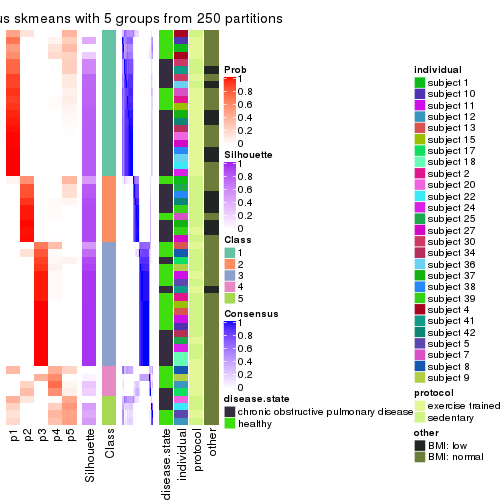 us skmeans with 5 groups from 250 partitions
Prob
1
0.8
0.6
0.4
0.2
0
Silhouette
1
0.8
0.6
0.4
0.2
0
Class
1
2
3
4
5
Consensus
1
0.8
0.6
0.4
0.2
0
disease.state
chronic obstructive pulmonary disease
healthy
individual
subject 1
subject 10
subject 11
subject 12
subject 13
subject 15
subject 17
subject 18
subject 2
subject 20
subject 22
subject 24
subject 25
subject 27
subject 30
subject 34
subject 36
subject 37
subject 38
subject 39
subject 4
subject 41
subject 42
subject 5
subject 7
subject 8
subject 9
protocol
exercise trained
sedentary
other
BMI: low
BMI: normal
p1
p2
p3
p4
p5
Silhouette
Class
disease.state
individual
protocol
other